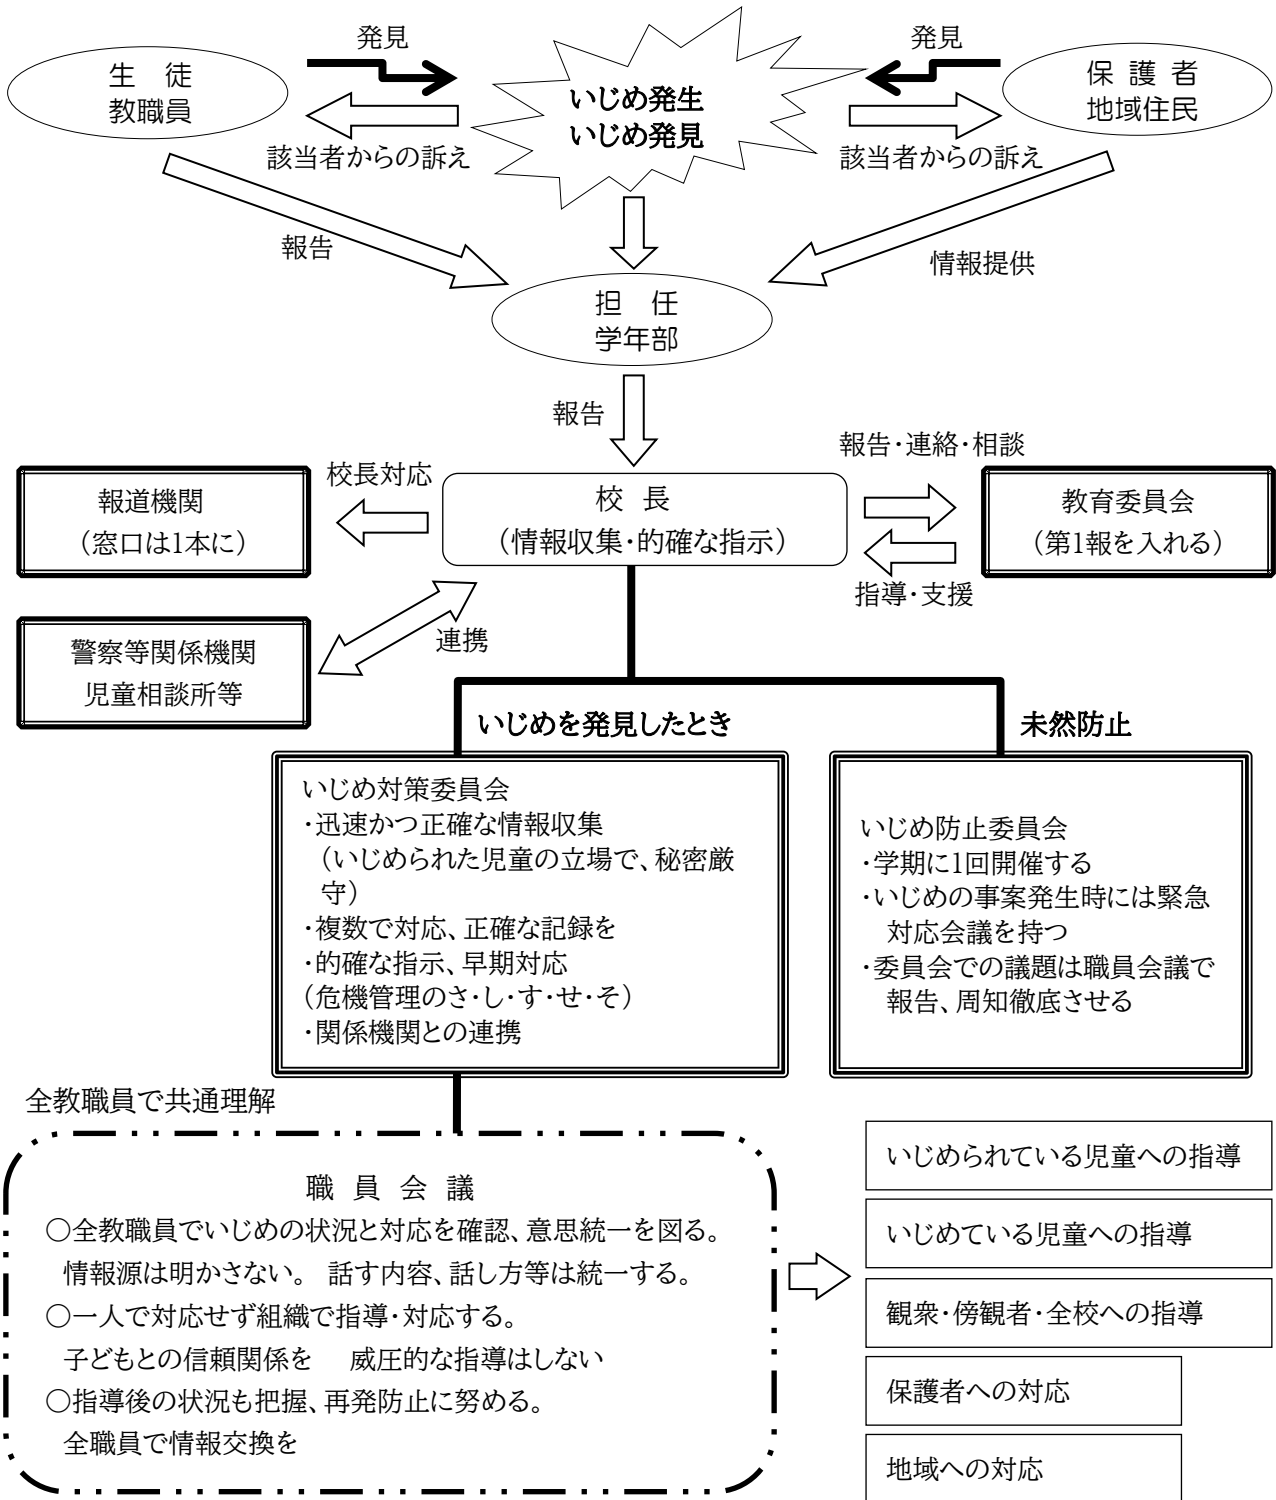 発見
発見
生　徒
教職員
いじめ発生
いじめ発見
保 護 者
地域住民
該当者からの訴え
該当者からの訴え
報告
情報提供
担　任
学年部
報告
報告・連絡・相談
校長対応
報道機関
（窓口は1本に）
校 長
（情報収集・的確な指示）
教育委員会
（第1報を入れる）
指導・支援
連携
警察等関係機関
児童相談所等
いじめを発見したとき
未然防止
いじめ対策委員会
・迅速かつ正確な情報収集
（いじめられた児童の立場で、秘密厳
守）
・複数で対応、正確な記録を
・的確な指示、早期対応
（危機管理のさ・し・す・せ・そ）
・関係機関との連携
いじめ防止委員会
・学期に1回開催する
・いじめの事案発生時には緊急
対応会議を持つ
・委員会での議題は職員会議で
報告、周知徹底させる
全教職員で共通理解
職 員 会 議
○全教職員でいじめの状況と対応を確認、意思統一を図る。
情報源は明かさない。 話す内容、話し方等は統一する。
○一人で対応せず組織で指導・対応する。
子どもとの信頼関係を　威圧的な指導はしない
○指導後の状況も把握、再発防止に努める。
全職員で情報交換を
いじめられている児童への指導
いじめている児童への指導
観衆・傍観者・全校への指導
保護者への対応
地域への対応